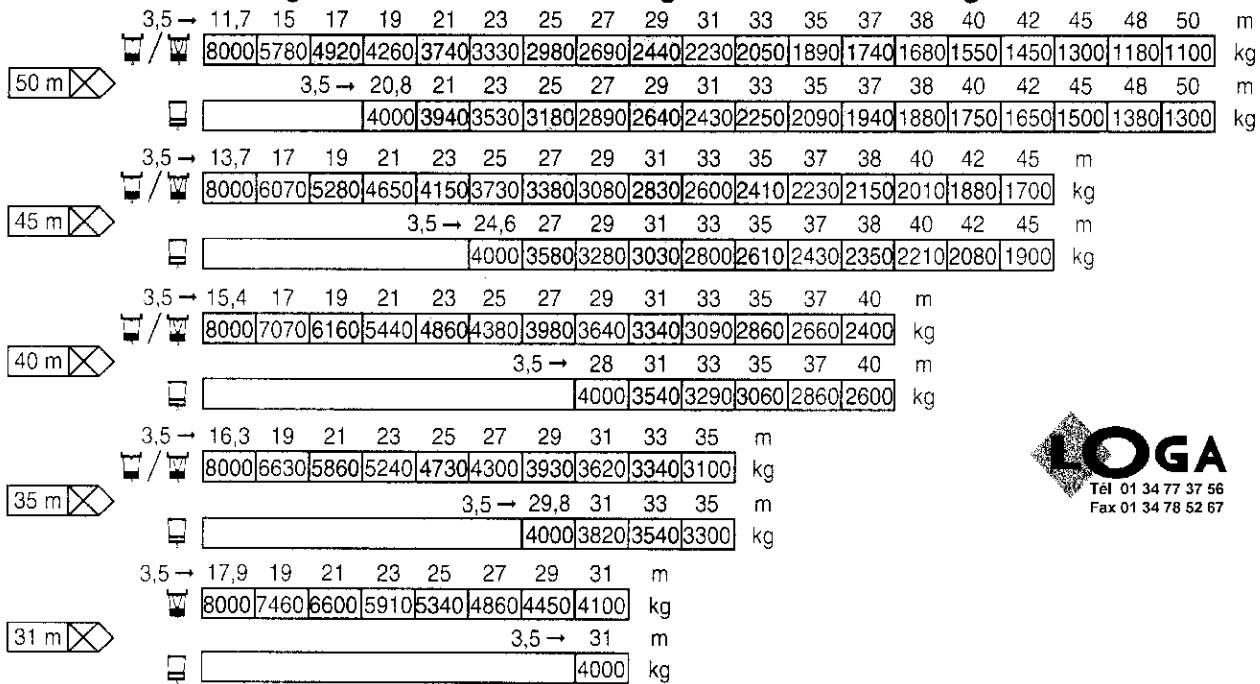 3,5 → 11,7 15 17 19 21 23 25 27 29 31 33 35 37 38 40 42 45 48 50 m
8000 5780 4920 4260 3740 3330 2980 2690 2440 2230 2050 1890 1740 1680 1550 1450 1300 1180 1100 kg
50 m
3,5 → 20,8 21 23 25 27 29 31 33 35 37 38 40 42 45 48 50 m
4000 3940 3530 3180 2890 2640 2430 2250 2090 1940 1880 1750 1650 1500 1380 1300 kg
3,5 → 13,7 17 19 21 23 25 27 29 31 33 35 37 38 40 42 45 m
8000 6070 5280 4650 4150 3730 3380 3080 2830 2600 2410 2230 2150 2010 1880 1700 kg
45 m
3,5 → 24,6 27 29 31 33 35 37 38 40 42 45 m
4000 3580 3280 3030 2800 2610 2430 2350 2210 2080 1900 kg
3,5 → 15,4 17 19 21 23 25 27 29 31 33 35 37 40 m
8000 7070 6160 5440 4860 4380 3980 3640 3340 3090 2860 2660 2400 kg
40 m
3,5 → 28 31 33 35 37 40 m
4000 3540 3290 3060 2860 2600 kg
3,5 → 16,3 19 21 23 25 27 29 31 33 35 m
8000 6630 5860 5240 4730 4300 3930 3620 3340 3100 kg
35 m
3,5 → 29,8 31 33 35 m
4000 3820 3540 3300 kg
3,5 → 17,9 19 21 23 25 27 29 31 m
8000 7460 6600 5910 5340 4860 4450 4100 kg
31 m
3,5 → 31 m
4000 kg
LOGA
Tél 01 34 77 37 56
Fax 01 34 78 52 67